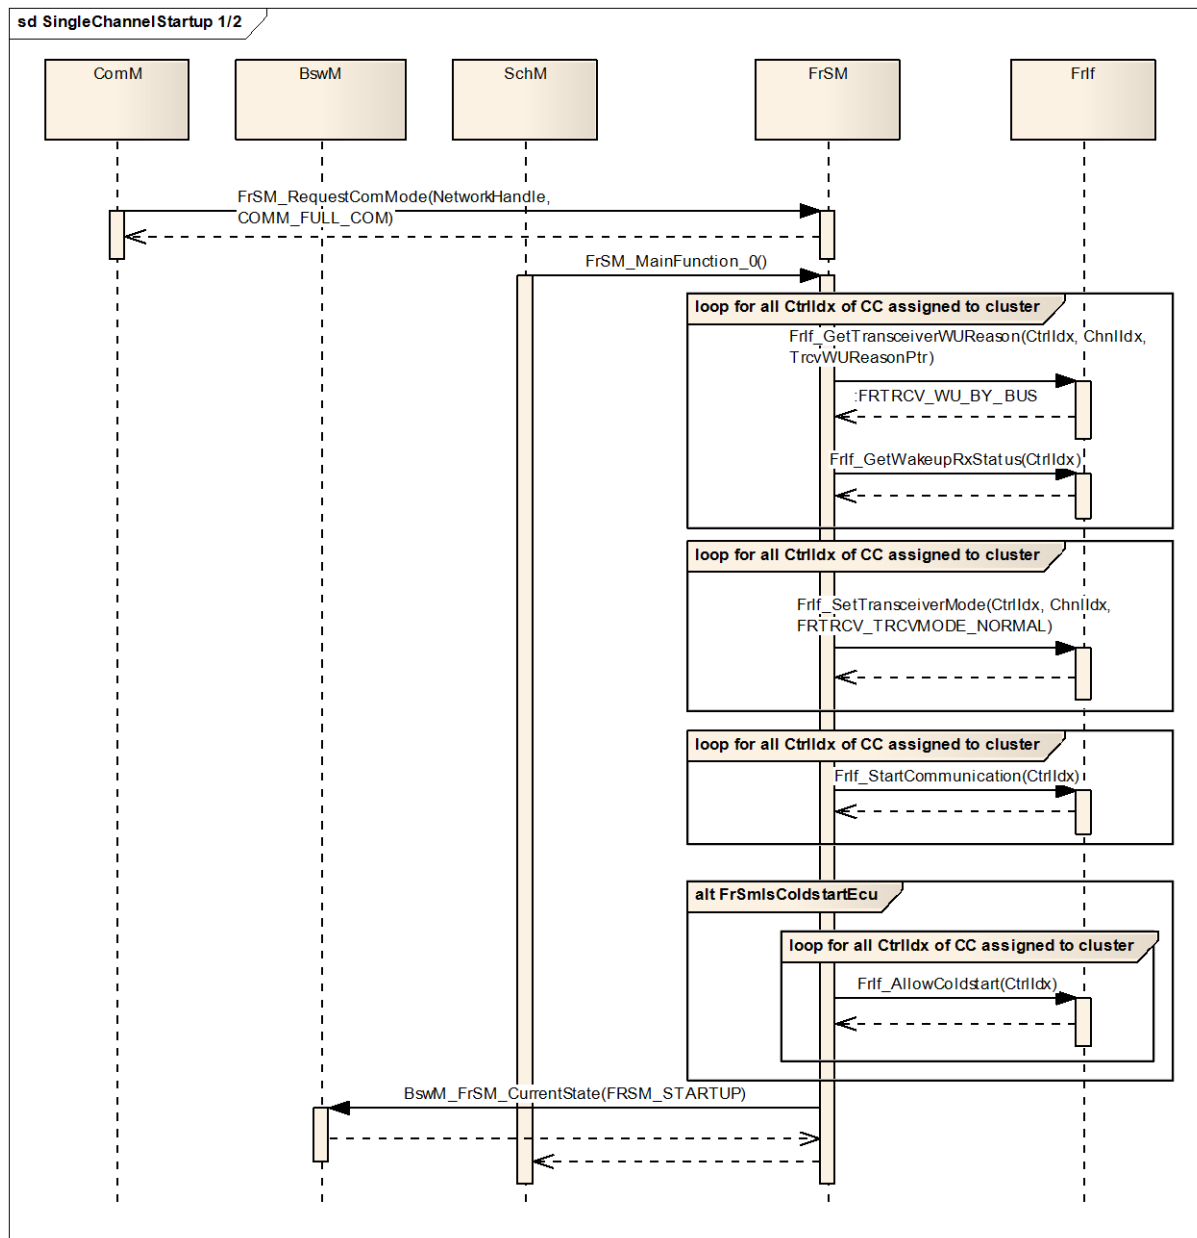 sd SingleChannelStartup 1/2
ComM
BswM
SchM
FrSM
FrIf
FrSM_RequestComMode(NetworkHandle,
COMM_FULL_COM)
FrSM_MainFunction_0()
loop for all CtrlIdx of CC assigned to cluster
FrIf_GetTransceiverWUReason(CtrlIdx, ChnlIdx,
TrcvWUReasonPtr)
:FRTRCV_WU_BY_BUS
FrIf_GetWakeupRxStatus(CtrlIdx)
loop for all CtrlIdx of CC assigned to cluster
FrIf_SetTransceiverMode(CtrlIdx, ChnlIdx,
FRTRCV_TRCVMODE_NORMAL)
loop for all CtrlIdx of CC assigned to cluster
FrIf_StartCommunication(CtrlIdx)
alt FrSmIsColdstartEcu
loop for all CtrlIdx of CC assigned to cluster
FrIf_AllowColdstart(CtrlIdx)
BswM_FrSM_CurrentState(FRSM_STARTUP)